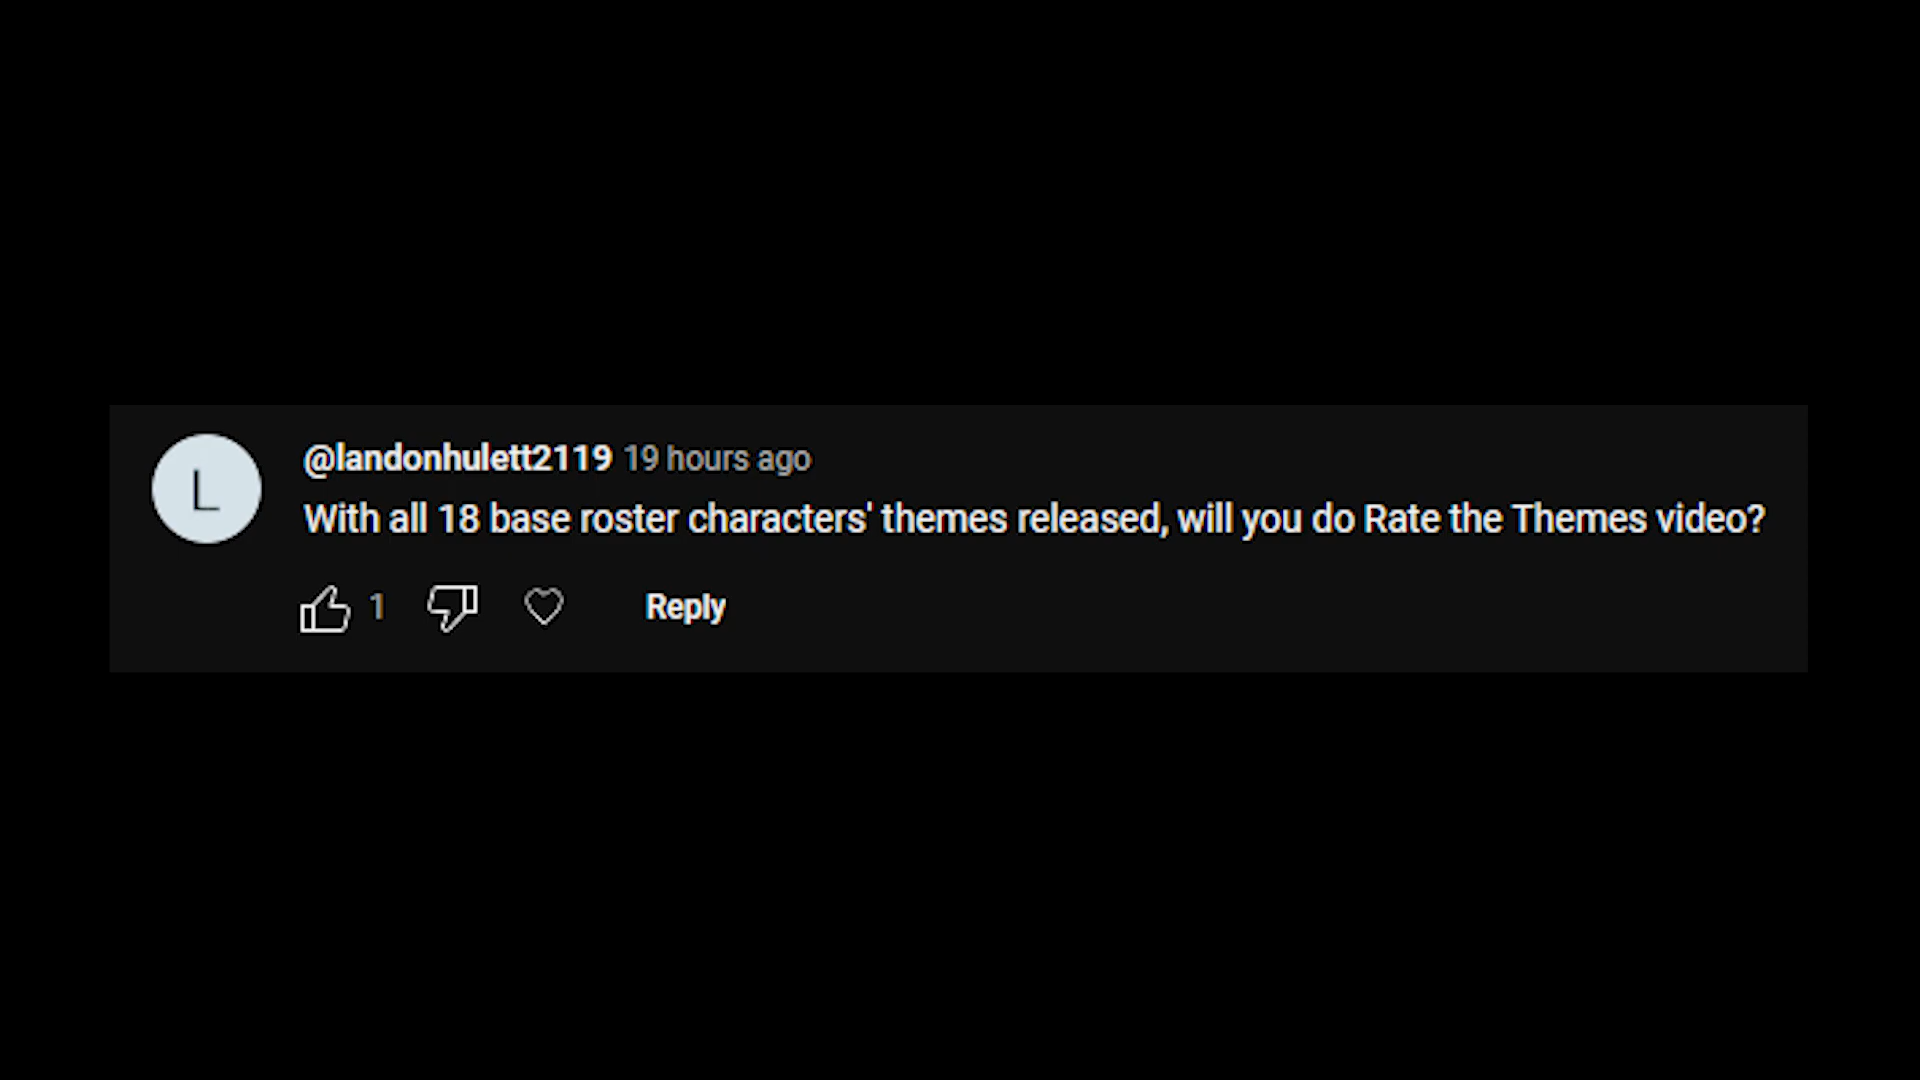 L
@landonhulett2119 19 hours ago
With all 18 base roster characters' themes released, will you do Rate the Themes video?
1 Reply